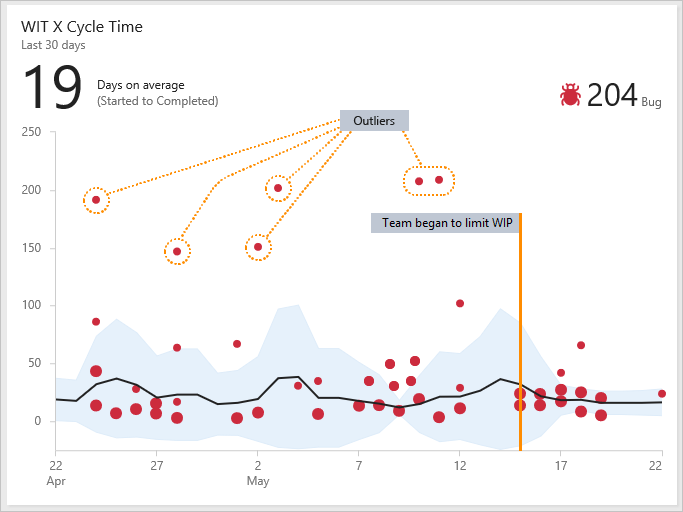 WIT X Cycle Time
Last 30 days
19 Days on average
(Started to Completed)
204 Bug
Outliers
250
200
Team began to limit WIP
150
100
50
0
22 27 2 7 12 17 22
Apr May